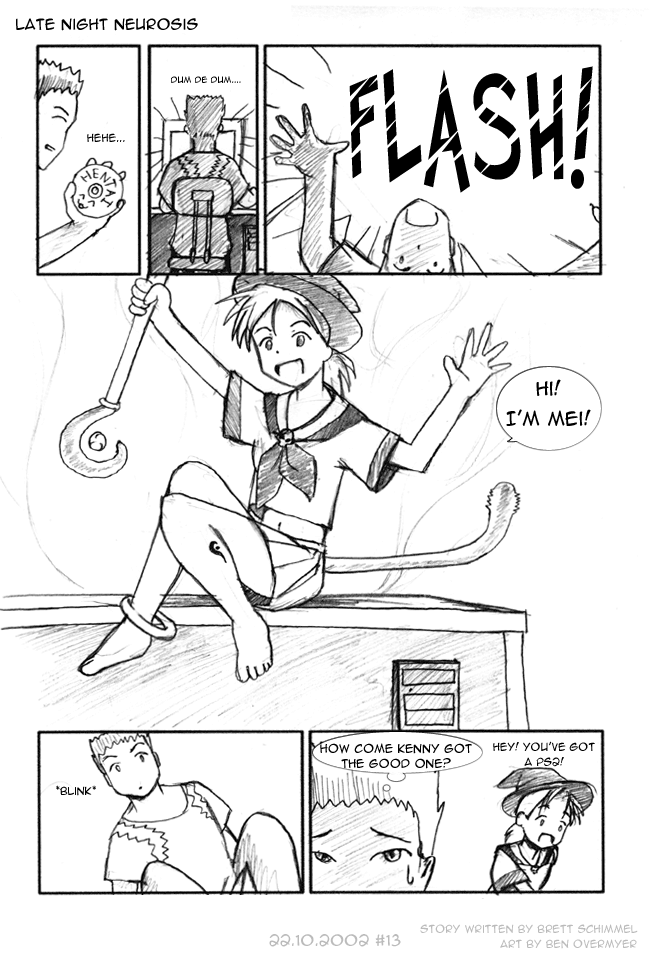 LATE NIGHT NEUROSIS
HEHE...
HENTAI
DUM DE DUM....
FLASH!
HI!
I'M MEI!
*BLINK*
HOW COME KENNY GOT
THE GOOD ONE?
HEY! YOU'VE GOT
A PS2!
22.10.2002 #13
STORY WRITTEN BY BRETT SCHIMMEL
ART BY BEN OVERMYER